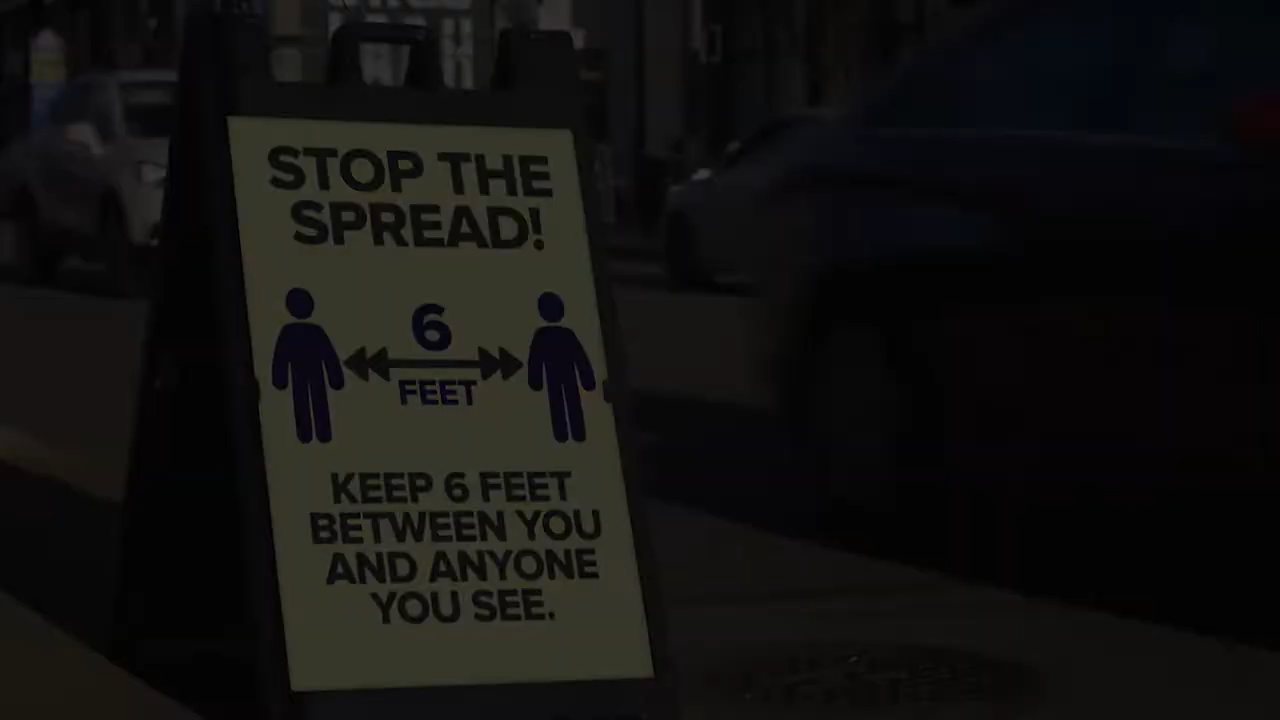 STOP THE
SPREAD!
6
FEET
KEEP 6 FEET
BETWEEN YOU
AND ANYONE
YOU SEE.